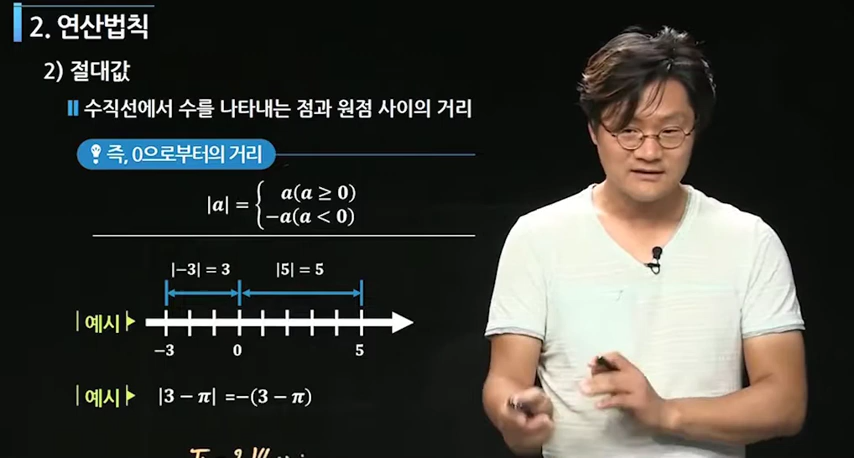 2. 연산법칙
2) 절대값
수직선에서 수를 나타내는 점과 원점 사이의 거리
즉, 0으로부터의 거리
|a| = { a(a ≥ 0)
-a(a < 0)
|-3| = 3 |5| = 5
예시
-3 0 5
예시 |3 - π| =-(3 - π)